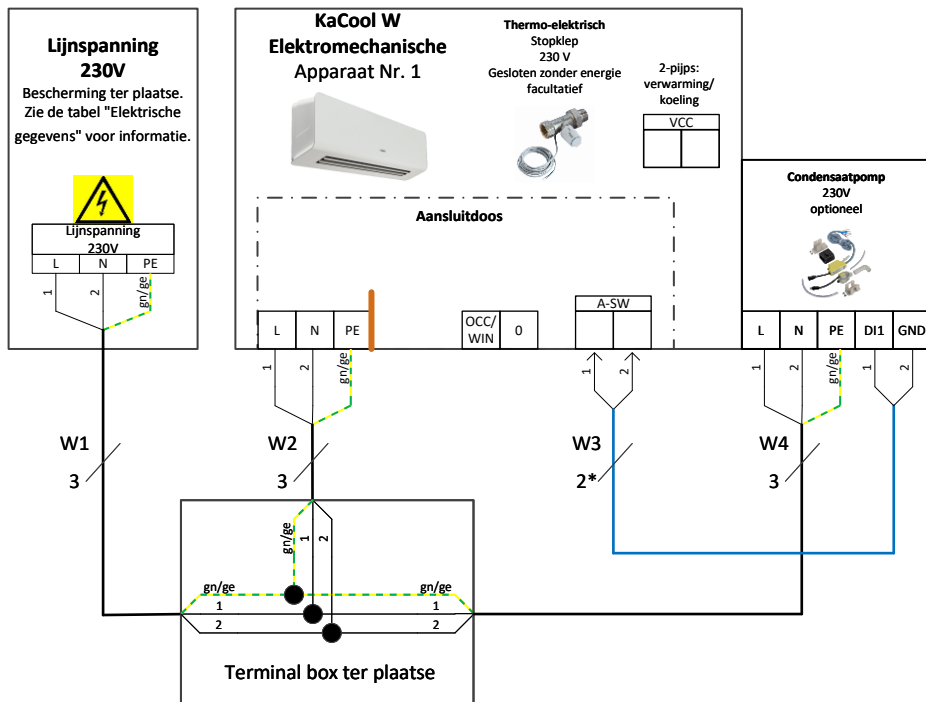 Lijnspanning
230V
Bescherming ter plaatse.
Zie de tabel "Elektrische
gegevens" voor informatie.
Lijnspanning
230V
L N PE
1 2 gn/ge
KaCool W
Elektromechanische
Apparaat Nr. 1
Thermo-elektrisch
Stopklep
230 V
Gesloten zonder energie
facultatief
2-pijps:
verwarming/
koeling
VCC
Aansluitdoos
L N PE
OCC/
WIN
0
A-SW
1 2 gn/ge
1 2
Condensaatpomp
230V
optioneel
L N PE DI1 GND
1 2 gn/ge 1 2
W1
3
W2
3
W3
2*
W4
3
gn/ge 1 2
gn/ge gn/ge
1 1
2 2
Terminal box ter plaatse